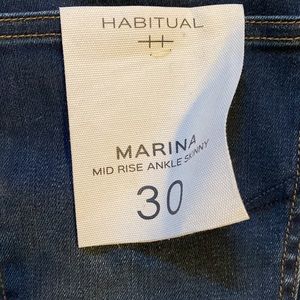 HABITUAL
MARINA
MID RISE ANKLE SKINNY
30